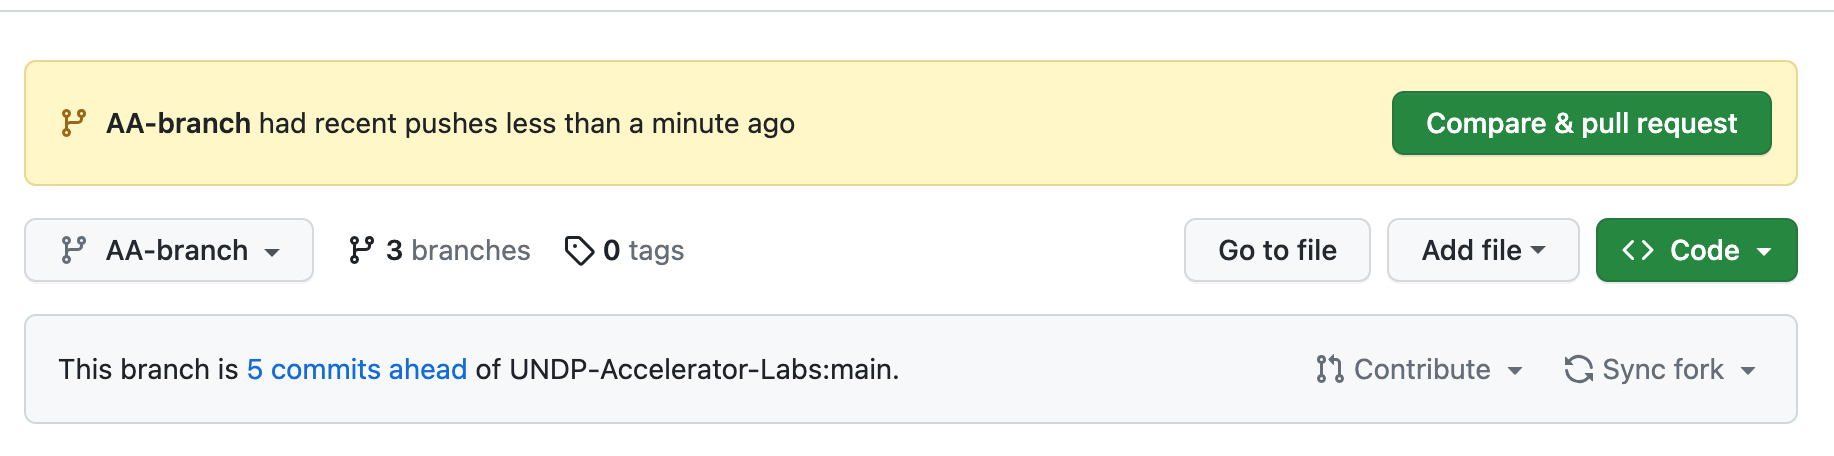 AA-branch had recent pushes less than a minute ago
Compare & pull request
AA-branch
3 branches
0 tags
Go to file
Add file
Code
This branch is 5 commits ahead of UNDP-Accelerator-Labs:main.
Contribute
Sync fork